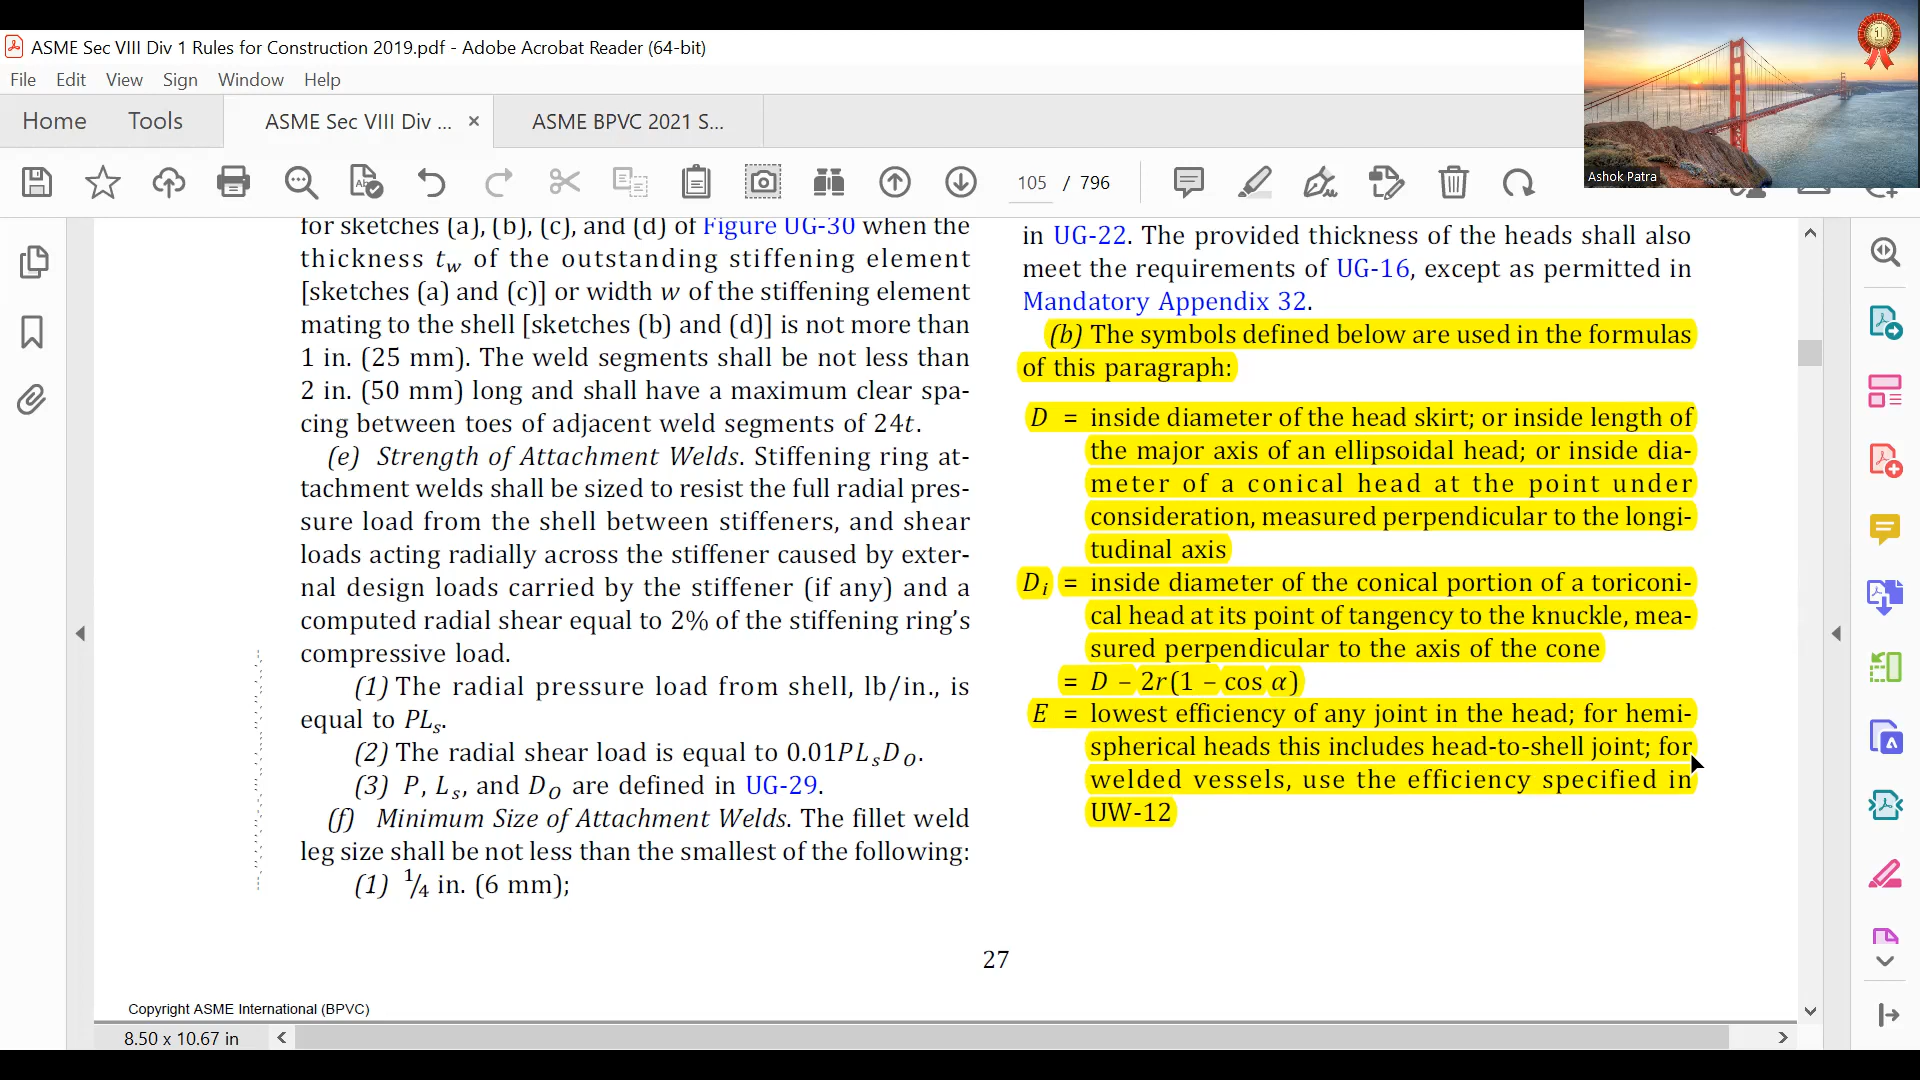 ASME Sec VIII Div 1 Rules for Construction 2019.pdf - Adobe Acrobat Reader (64-bit)
File Edit View Sign Window Help
Home Tools ASME Sec VIII Div ... × ASME BPVC 2021 S...
105 / 796
1
Ashok Patra
for sketches (a), (b), (c), and (d) of Figure UG-30 when the
thickness tw of the outstanding stiffening element
[sketches (a) and (c)] or width w of the stiffening element
mating to the shell [sketches (b) and (d)] is not more than
1 in. (25 mm). The weld segments shall be not less than
2 in. (50 mm) long and shall have a maximum clear spa-
cing between toes of adjacent weld segments of 24t.
(e) Strength of Attachment Welds. Stiffening ring at-
tachment welds shall be sized to resist the full radial pres-
sure load from the shell between stiffeners, and shear
loads acting radially across the stiffener caused by exter-
nal design loads carried by the stiffener (if any) and a
computed radial shear equal to 2% of the stiffening ring's
compressive load.
(1) The radial pressure load from shell, lb/in., is
equal to PLs.
(2) The radial shear load is equal to 0.01PLsDO.
(3) P, Ls, and DO are defined in UG-29.
(f) Minimum Size of Attachment Welds. The fillet weld
leg size shall be not less than the smallest of the following:
(1) 1/4 in. (6 mm);
in UG-22. The provided thickness of the heads shall also
meet the requirements of UG-16, except as permitted in
Mandatory Appendix 32.
(b) The symbols defined below are used in the formulas
of this paragraph:
D = inside diameter of the head skirt; or inside length of
the major axis of an ellipsoidal head; or inside dia-
meter of a conical head at the point under
consideration, measured perpendicular to the longi-
tudinal axis
Di = inside diameter of the conical portion of a toriconi-
cal head at its point of tangency to the knuckle, mea-
sured perpendicular to the axis of the cone
= D − 2r(1 − cos α)
E = lowest efficiency of any joint in the head; for hemi-
spherical heads this includes head-to-shell joint; for
welded vessels, use the efficiency specified in
UW-12
27
Copyright ASME International (BPVC)
8.50 x 10.67 in